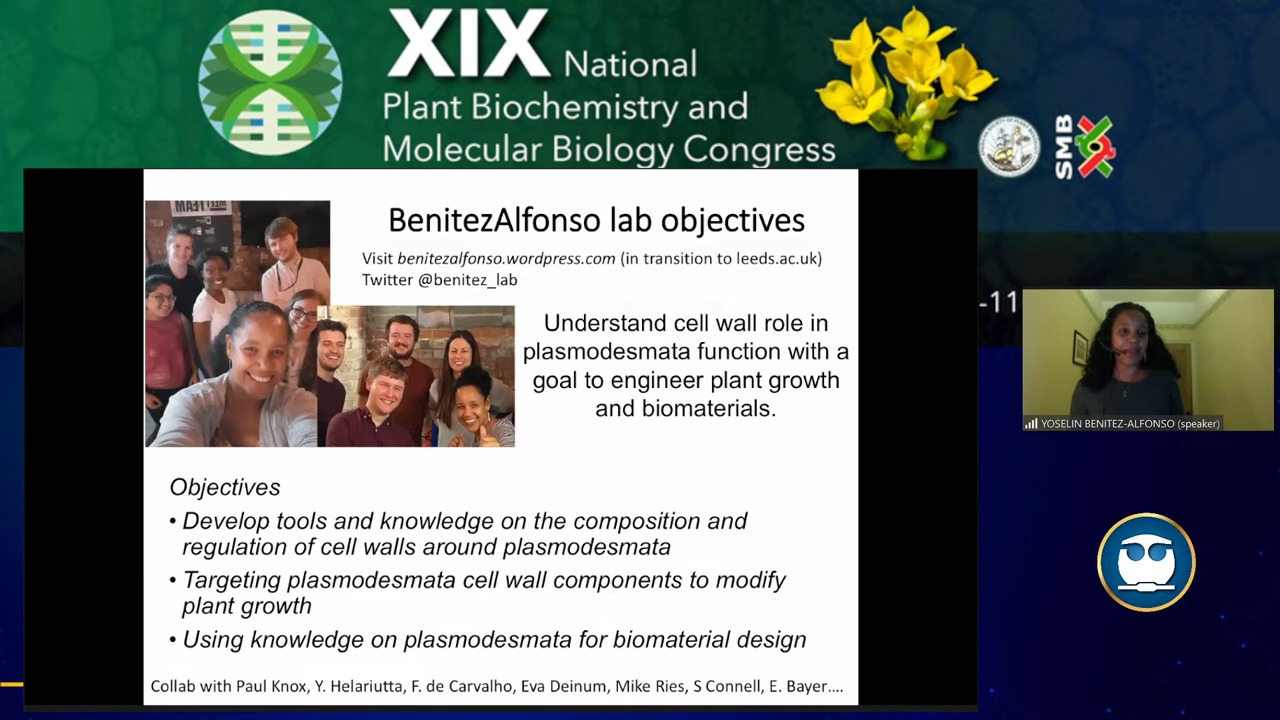 XIX National
Plant Biochemistry and
Molecular Biology Congress
SMB
BenitezAlfonso lab objectives
Visit benitezalfonso.wordpress.com (in transition to leeds.ac.uk)
Twitter @benitez_lab
Understand cell wall role in
plasmodesmata function with a
goal to engineer plant growth
and biomaterials.
-11
YOSELIN BENITEZ-ALFONSO (speaker)
Objectives
• Develop tools and knowledge on the composition and
regulation of cell walls around plasmodesmata
• Targeting plasmodesmata cell wall components to modify
plant growth
• Using knowledge on plasmodesmata for biomaterial design
Collab with Paul Knox, Y. Helariutta, F. de Carvalho, Eva Deinum, Mike Ries, S Connell, E. Bayer....